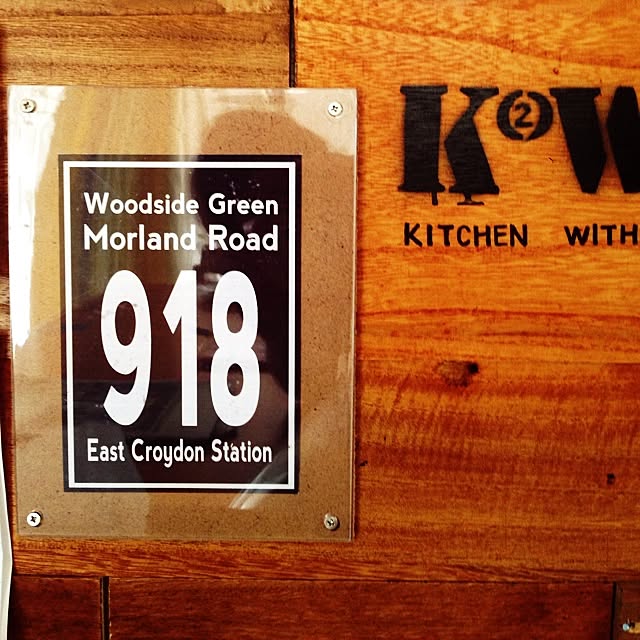 Woodside Green
Morland Road
918
East Croydon Station
K②W
KITCHEN WITH